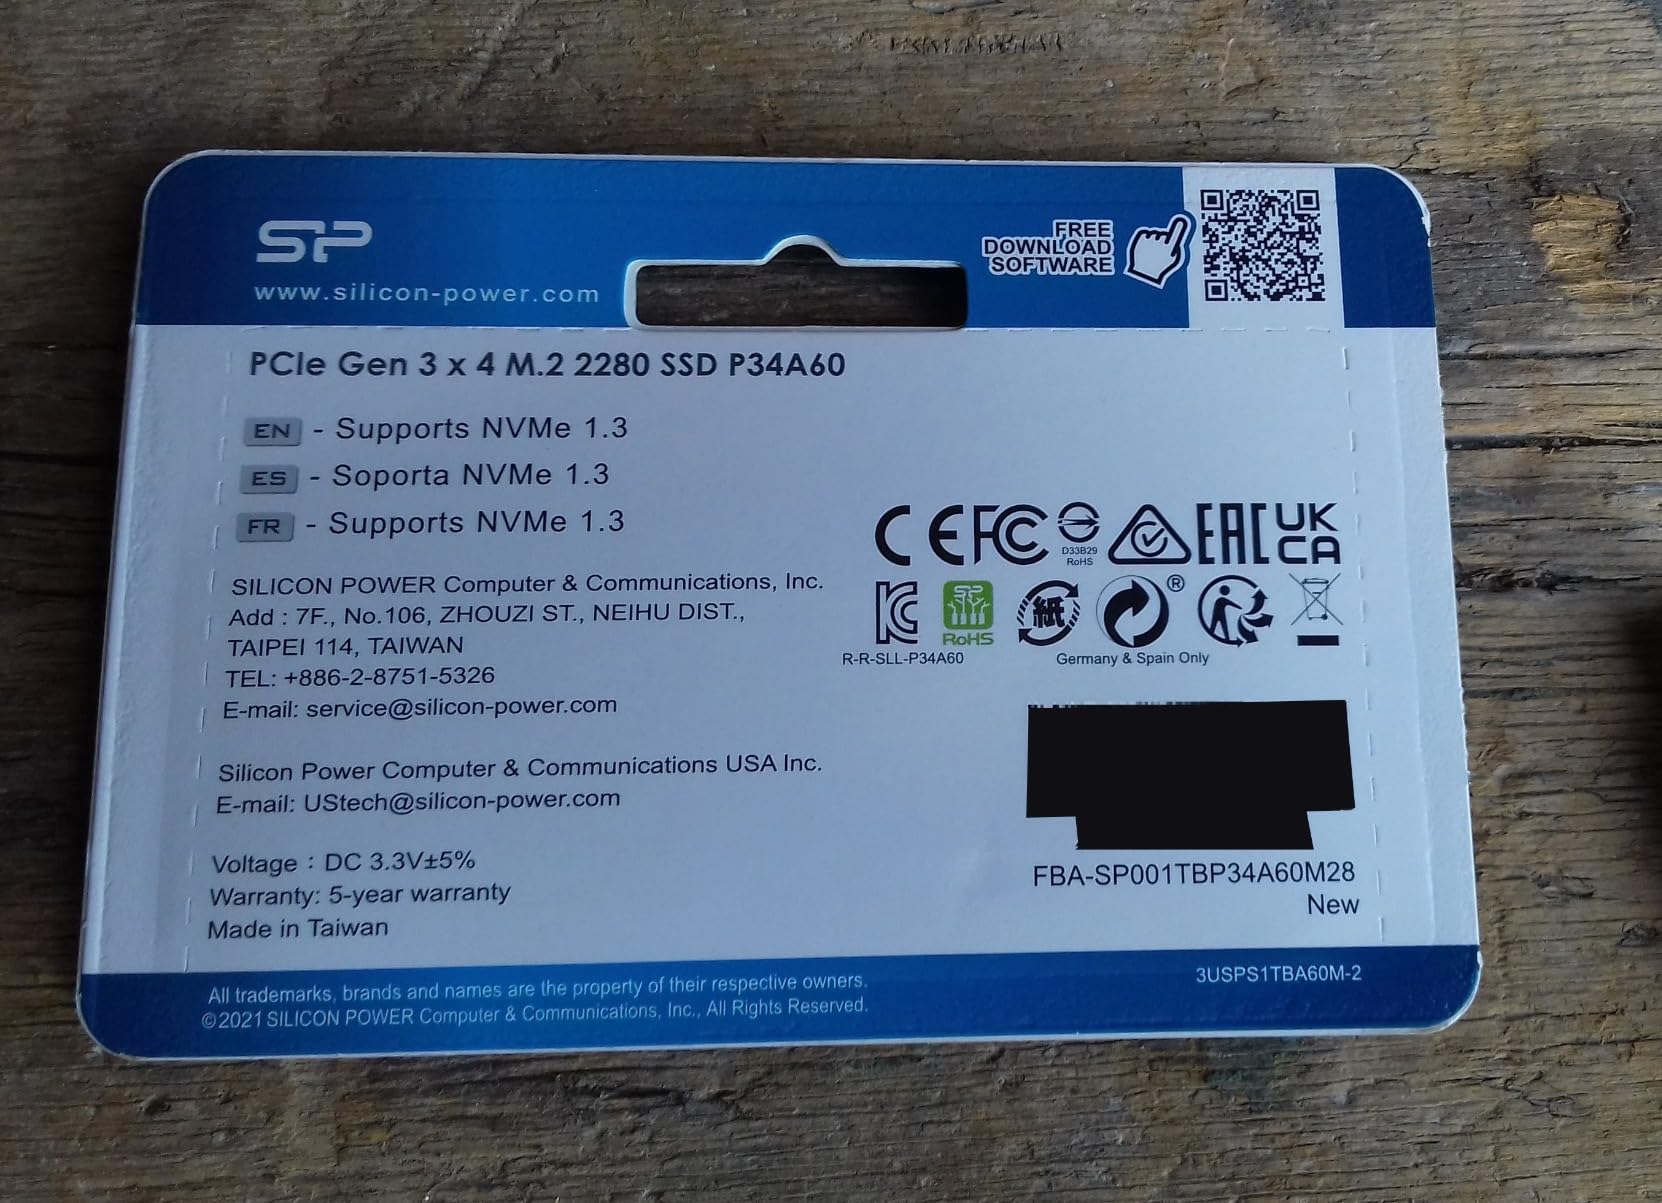 SP
www.silicon-power.com
FREE
DOWNLOAD
SOFTWARE
PCIe Gen 3 x 4 M.2 2280 SSD P34A60
EN - Supports NVMe 1.3
ES - Soporta NVMe 1.3
FR - Supports NVMe 1.3
SILICON POWER Computer & Communications, Inc.
Add : 7F., No.106, ZHOUZI ST., NEIHU DIST.,
TAIPEI 114, TAIWAN
TEL: +886-2-8751-5326
E-mail: service@silicon-power.com
Silicon Power Computer & Communications USA Inc.
E-mail: UStech@silicon-power.com
Voltage : DC 3.3V±5%
Warranty: 5-year warranty
Made in Taiwan
CE FC D33B29 RoHS EAC UK CA
KC SP RoHS 紙 ®
R-R-SLL-P34A60
Germany & Spain Only
FBA-SP001TBP34A60M28
New
All trademarks, brands and names are the property of their respective owners.
©2021 SILICON POWER Computer & Communications, Inc., All Rights Reserved.
3USPS1TBA60M-2